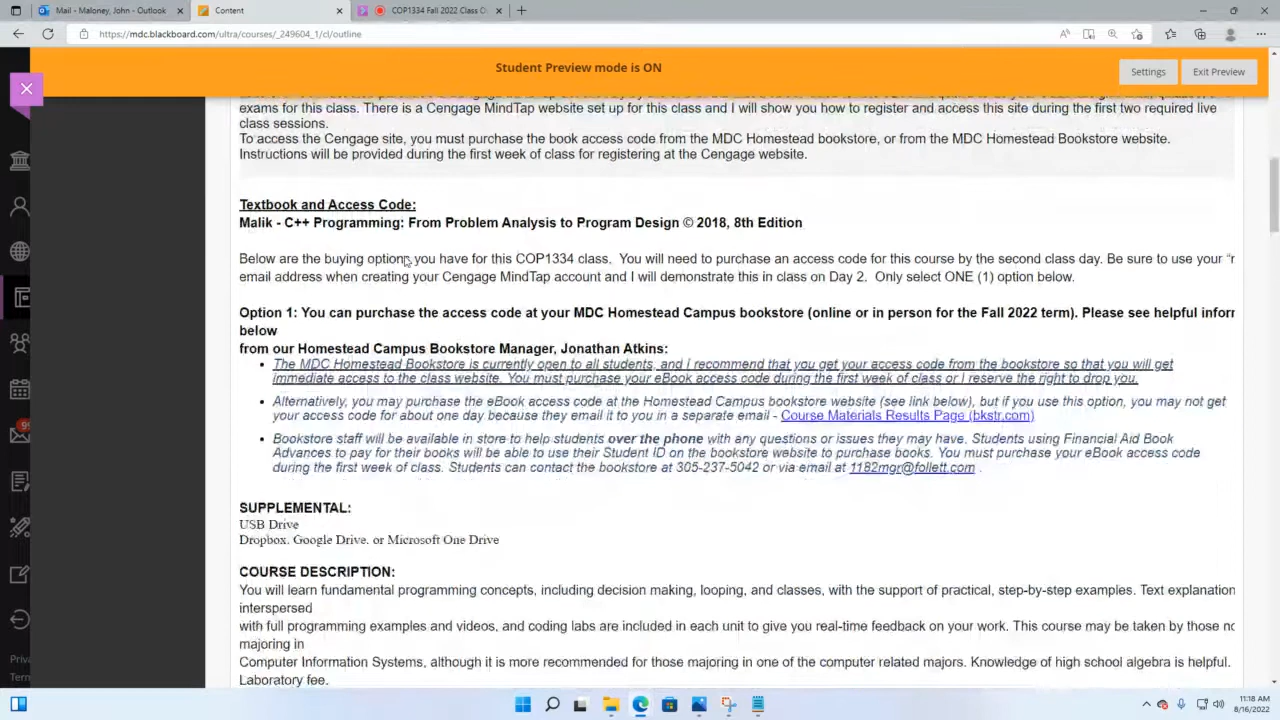 Mail - Maloney, John - Outlook
Content
COP1334 Fall 2022 Class O
https://mdc.blackboard.com/ultra/courses/_249604_1/cl/outline
Student Preview mode is ON
Settings
Exit Preview
exams for this class. There is a Cengage MindTap website set up for this class and I will show you how to register and access this site during the first two required live
class sessions.
To access the Cengage site, you must purchase the book access code from the MDC Homestead bookstore, or from the MDC Homestead Bookstore website.
Instructions will be provided during the first week of class for registering at the Cengage website.
Textbook and Access Code:
Malik - C++ Programming: From Problem Analysis to Program Design © 2018, 8th Edition
Below are the buying options you have for this COP1334 class. You will need to purchase an access code for this course by the second class day. Be sure to use your "r
email address when creating your Cengage MindTap account and I will demonstrate this in class on Day 2. Only select ONE (1) option below.
Option 1: You can purchase the access code at your MDC Homestead Campus bookstore (online or in person for the Fall 2022 term). Please see helpful inforr
below
from our Homestead Campus Bookstore Manager, Jonathan Atkins:
• The MDC Homestead Bookstore is currently open to all students, and I recommend that you get your access code from the bookstore so that you will get
immediate access to the class website. You must purchase your eBook access code during the first week of class or I reserve the right to drop you.
• Alternatively, you may purchase the eBook access code at the Homestead Campus bookstore website (see link below), but if you use this option, you may not get
your access code for about one day because they email it to you in a separate email - Course Materials Results Page (bkstr.com)
• Bookstore staff will be available in store to help students over the phone with any questions or issues they may have. Students using Financial Aid Book
Advances to pay for their books will be able to use their Student ID on the bookstore website to purchase books. You must purchase your eBook access code
during the first week of class. Students can contact the bookstore at 305-237-5042 or via email at 1182mgr@follett.com .
SUPPLEMENTAL:
USB Drive
Dropbox, Google Drive, or Microsoft One Drive
COURSE DESCRIPTION:
You will learn fundamental programming concepts, including decision making, looping, and classes, with the support of practical, step-by-step examples. Text explanation
interspersed
with full programming examples and videos, and coding labs are included in each unit to give you real-time feedback on your work. This course may be taken by those no
majoring in
Computer Information Systems, although it is more recommended for those majoring in one of the computer related majors. Knowledge of high school algebra is helpful.
Laboratory fee.
99
Priva
Term
11:18 AM
8/16/2022